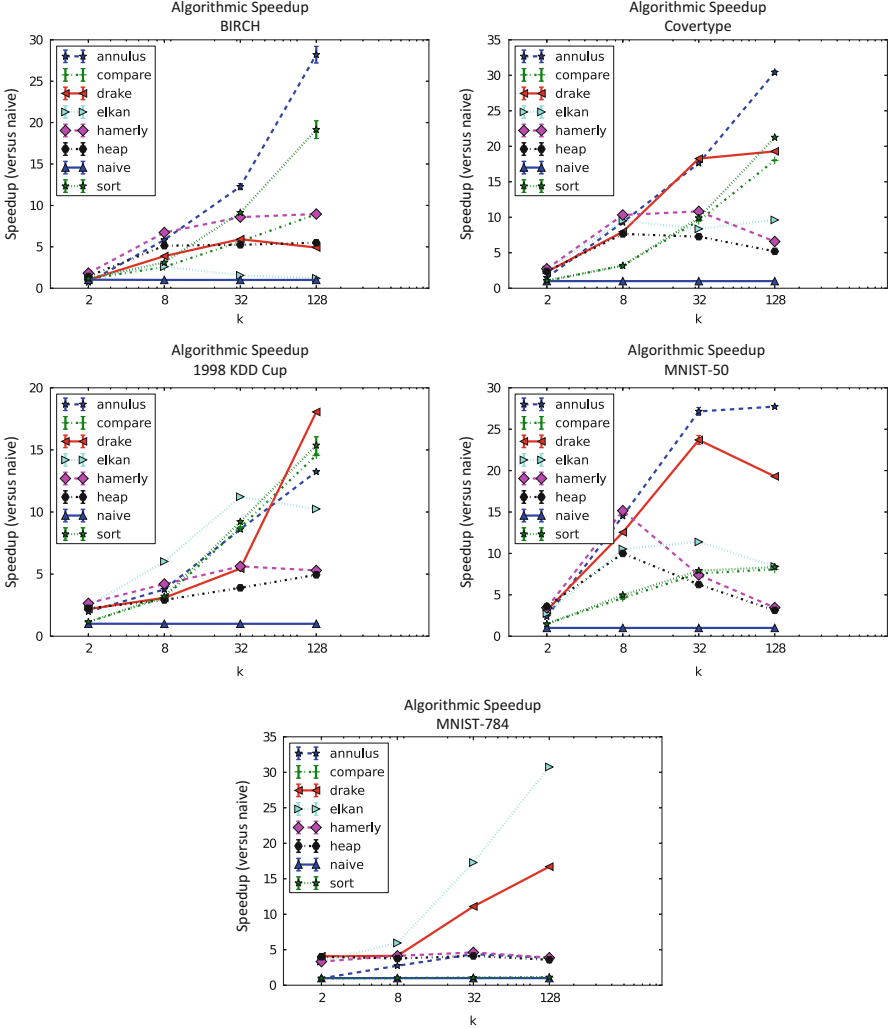 Algorithmic Speedup
BIRCH
Speedup (versus naive)
30
25
20
15
10
5
0
annulus
compare
drake
elkan
hamerly
heap
naive
sort
2 8 32 128
k
Algorithmic Speedup
Covertype
Speedup (versus naive)
35
30
25
20
15
10
5
0
annulus
compare
drake
elkan
hamerly
heap
naive
sort
2 8 32 128
k
Algorithmic Speedup
1998 KDD Cup
Speedup (versus naive)
20
15
10
5
0
annulus
compare
drake
elkan
hamerly
heap
naive
sort
2 8 32 128
k
Algorithmic Speedup
MNIST-50
Speedup (versus naive)
30
25
20
15
10
5
0
annulus
compare
drake
elkan
hamerly
heap
naive
sort
2 8 32 128
k
Algorithmic Speedup
MNIST-784
Speedup (versus naive)
35
30
25
20
15
10
5
0
annulus
compare
drake
elkan
hamerly
heap
naive
sort
2 8 32 128
k